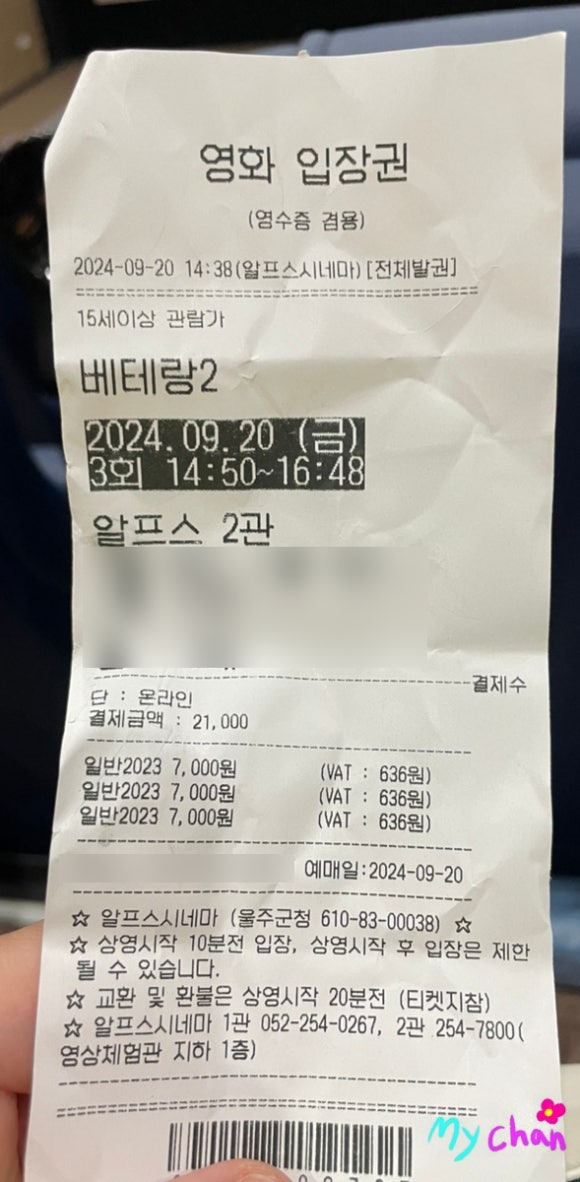 영화 입장권
(영수증 겸용)
2024-09-20 14:38(알프스시네마)[전체발권]
15세이상 관람가
베테랑2
2024.09.20 (금)
3회 14:50~16:48
알프스 2관
결제수
단 : 온라인
결제금액 : 21,000
일반2023 7,000원 (VAT : 636원)
일반2023 7,000원 (VAT : 636원)
일반2023 7,000원 (VAT : 636원)
예매일:2024-09-20
☆ 알프스시네마 (울주군청 610-83-00038) ☆
☆ 상영시작 10분전 입장, 상영시작 후 입장은 제한
될 수 있습니다.
☆ 교환 및 환불은 상영시작 20분전 (티켓지참)
☆ 알프스시네마 1관 052-254-0267, 2관 254-7800(
영상체험관 지하 1층)
My chan